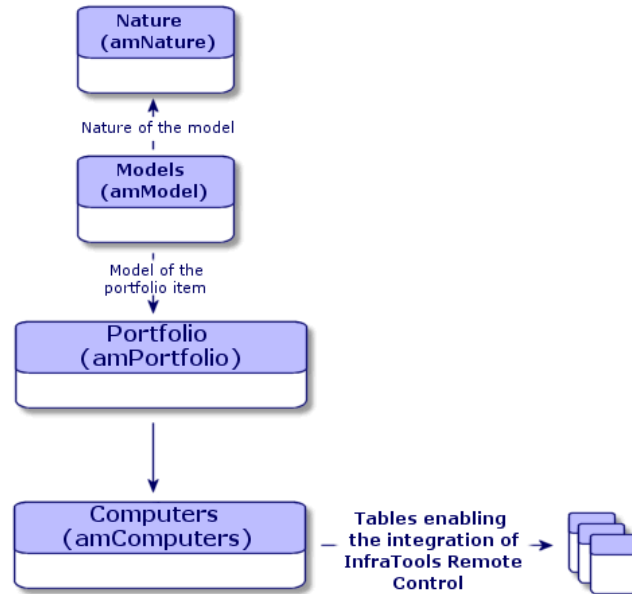 Nature
(amNature)
Nature of the model
Models
(amModel)
Model of the
portfolio item
Portfolio
(amPortfolio)
Computers
(amComputers)
Tables enabling
the integration of
InfraTools Remote
Control